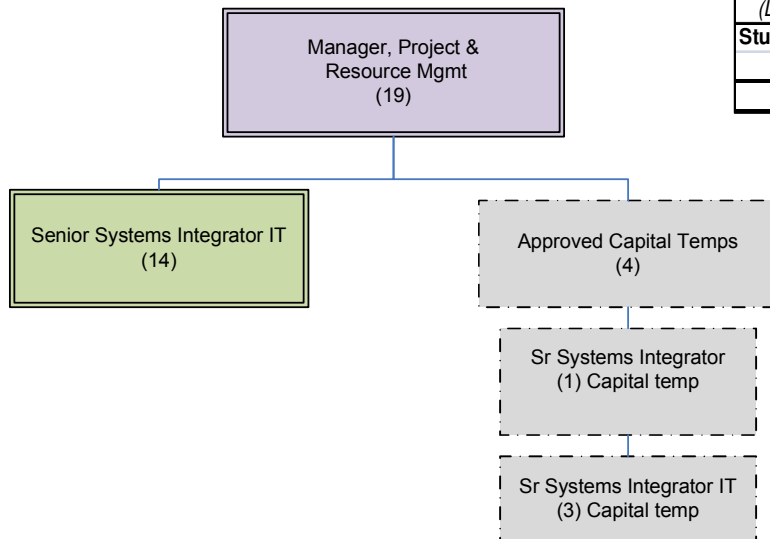 Stu
Manager, Project &
Resource Mgmt
(19)
Senior Systems Integrator IT
(14)
Approved Capital Temps
(4)
Sr Systems Integrator
(1) Capital temp
Sr Systems Integrator IT
(3) Capital temp